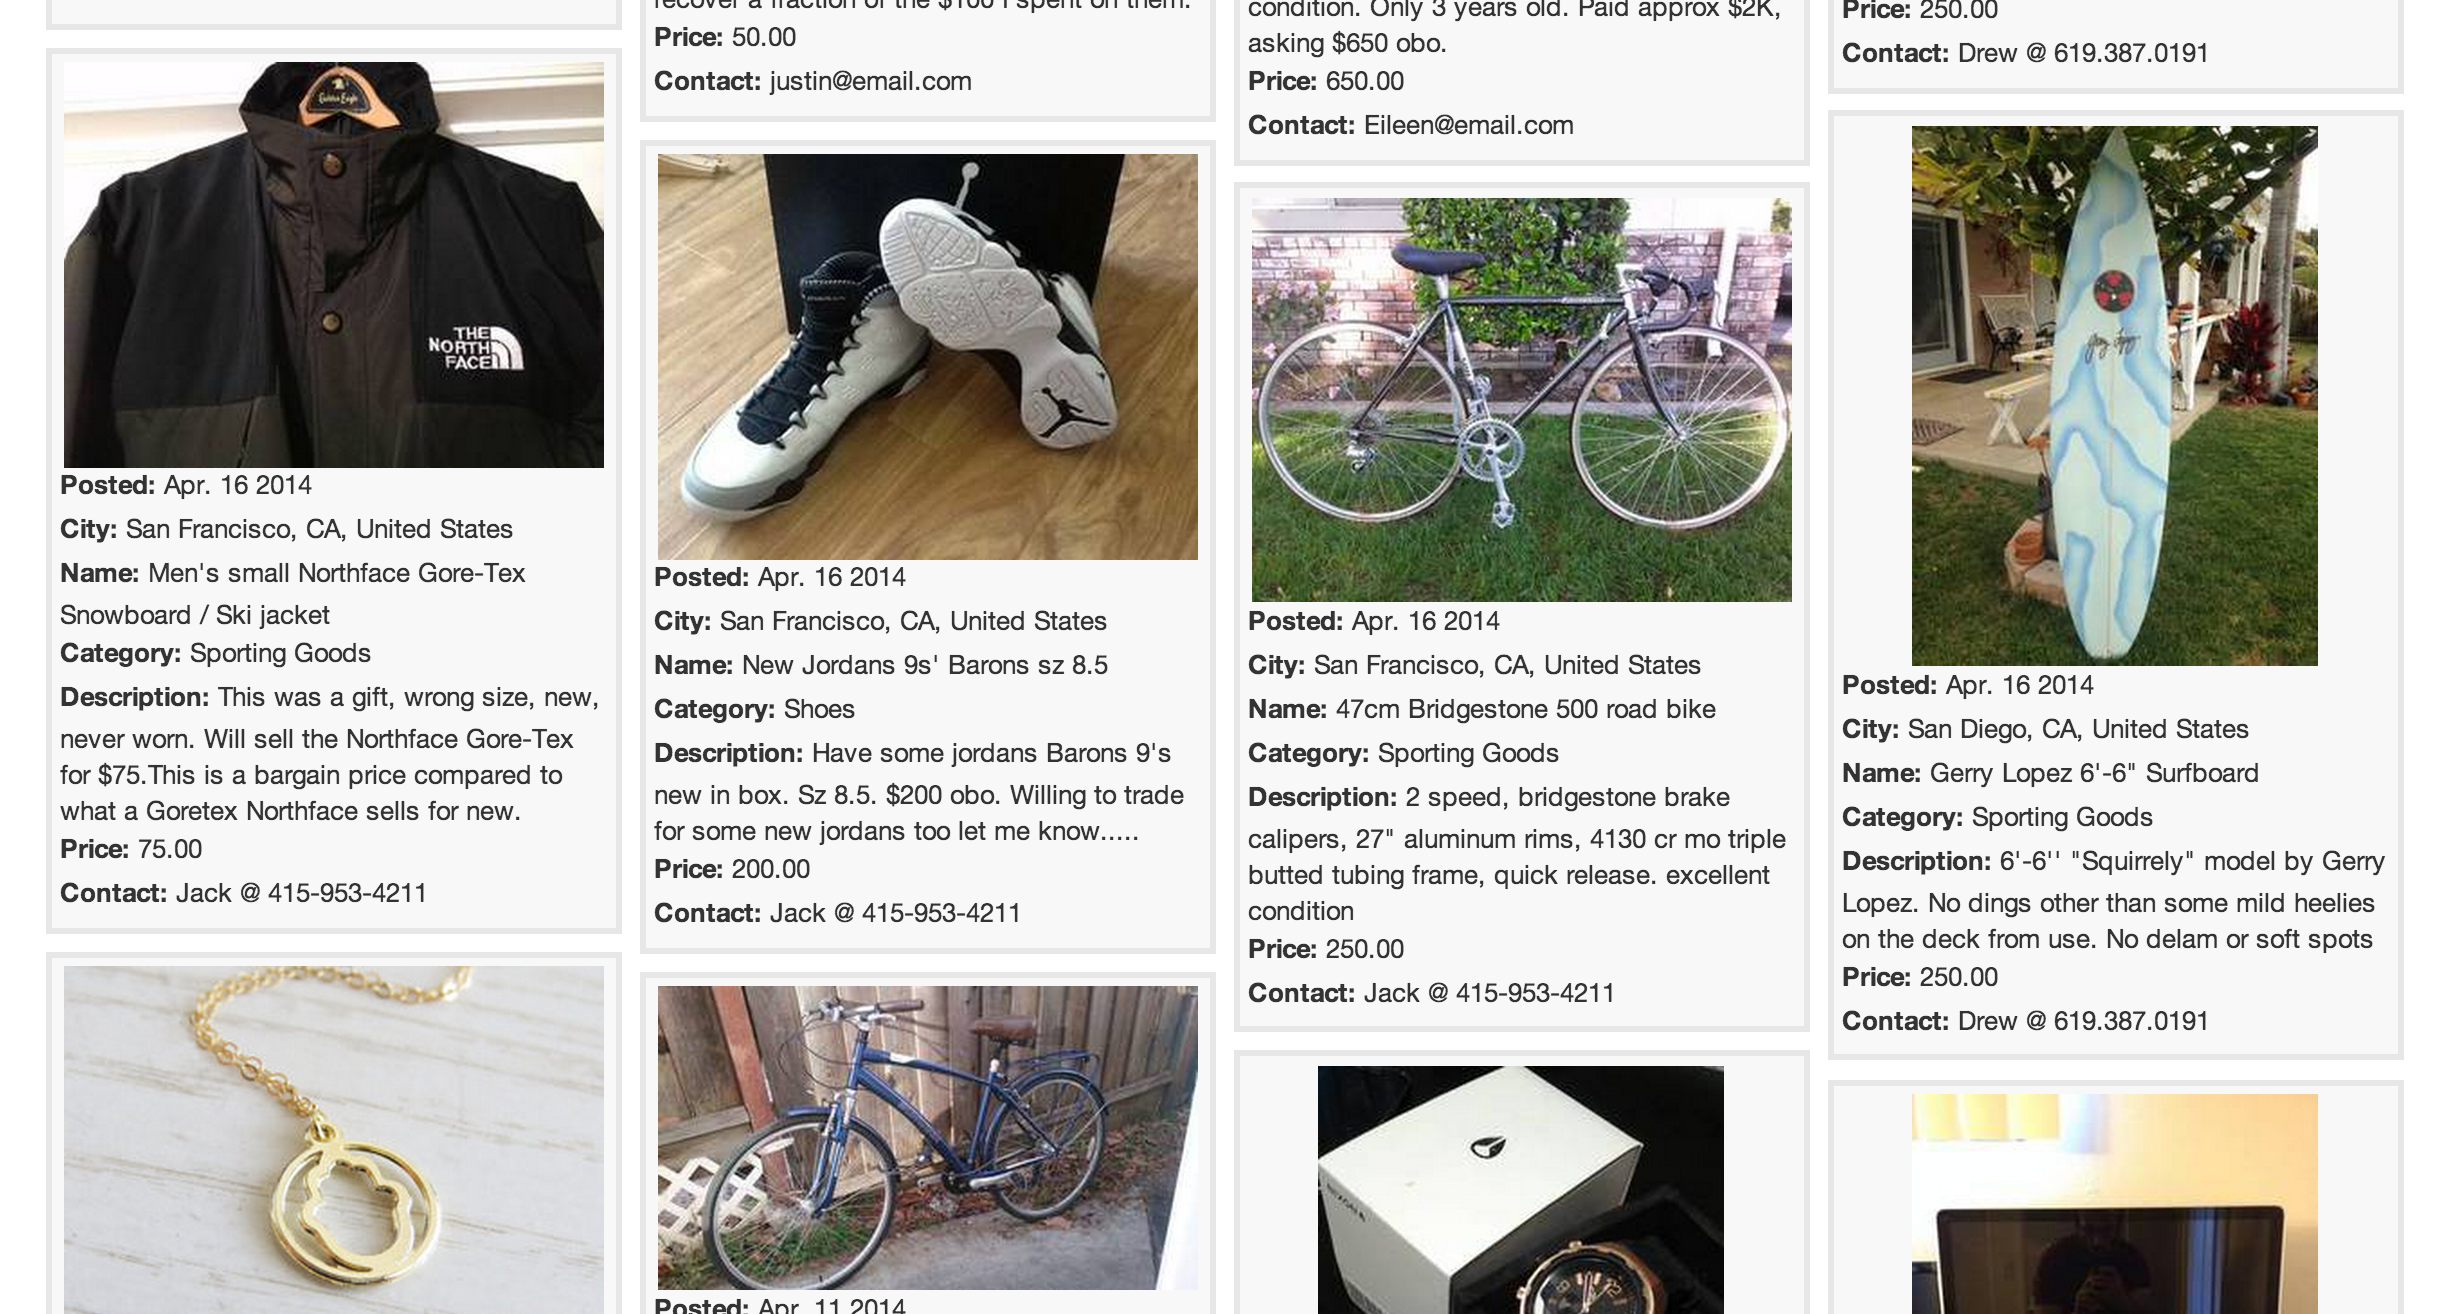 Price: 50.00
Contact: justin@email.com
condition. Only 3 years old. Paid approx $2K,
asking $650 obo.
Price: 650.00
Contact: Eileen@email.com
Price: 250.00
Contact: Drew @ 619.387.0191
THE
NORTH
FACE
Posted: Apr. 16 2014
City: San Francisco, CA, United States
Name: Men's small Northface Gore-Tex
Snowboard / Ski jacket
Category: Sporting Goods
Description: This was a gift, wrong size, new,
never worn. Will sell the Northface Gore-Tex
for $75.This is a bargain price compared to
what a Goretex Northface sells for new.
Price: 75.00
Contact: Jack @ 415-953-4211
Posted: Apr. 16 2014
City: San Francisco, CA, United States
Name: New Jordans 9s' Barons sz 8.5
Category: Shoes
Description: Have some jordans Barons 9's
new in box. Sz 8.5. $200 obo. Willing to trade
for some new jordans too let me know.....
Price: 200.00
Contact: Jack @ 415-953-4211
Posted: Apr. 11 2014
Posted: Apr. 16 2014
City: San Francisco, CA, United States
Name: 47cm Bridgestone 500 road bike
Category: Sporting Goods
Description: 2 speed, bridgestone brake
calipers, 27" aluminum rims, 4130 cr mo triple
butted tubing frame, quick release. excellent
condition
Price: 250.00
Contact: Jack @ 415-953-4211
Posted: Apr. 16 2014
City: San Diego, CA, United States
Name: Gerry Lopez 6'-6" Surfboard
Category: Sporting Goods
Description: 6'-6'' "Squirrely" model by Gerry
Lopez. No dings other than some mild heelies
on the deck from use. No delam or soft spots
Price: 250.00
Contact: Drew @ 619.387.0191